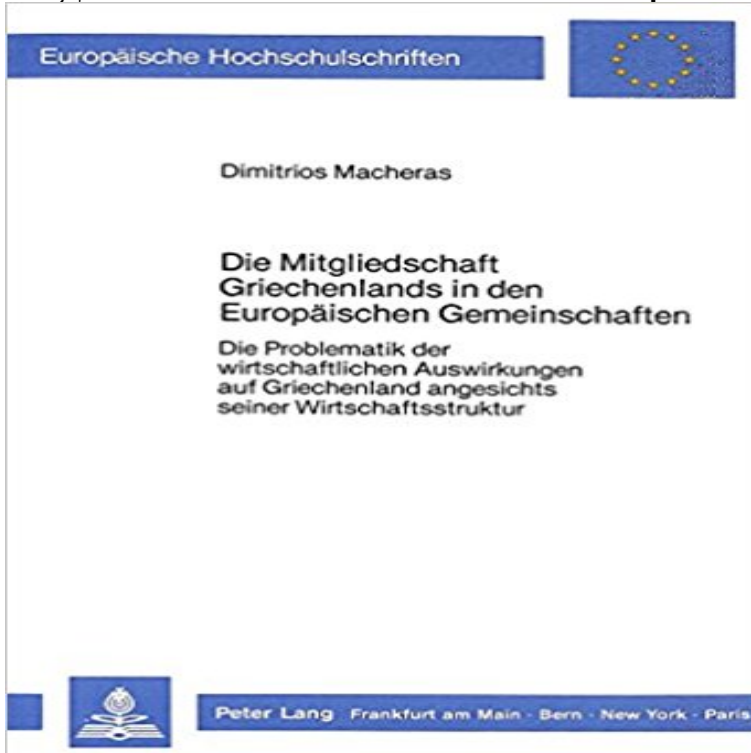 Europäische Hochschulschriften
Dimitrios Macheras
Die Mitgliedschaft
Griechenlands in den
Europäischen Gemeinschaften
Die Problematik der
wirtschaftlichen Auswirkungen
auf Griechenland angesichts
seiner Wirtschaftsstruktur
Peter Lang Frankfurt am Main · Bern · New York · Paris